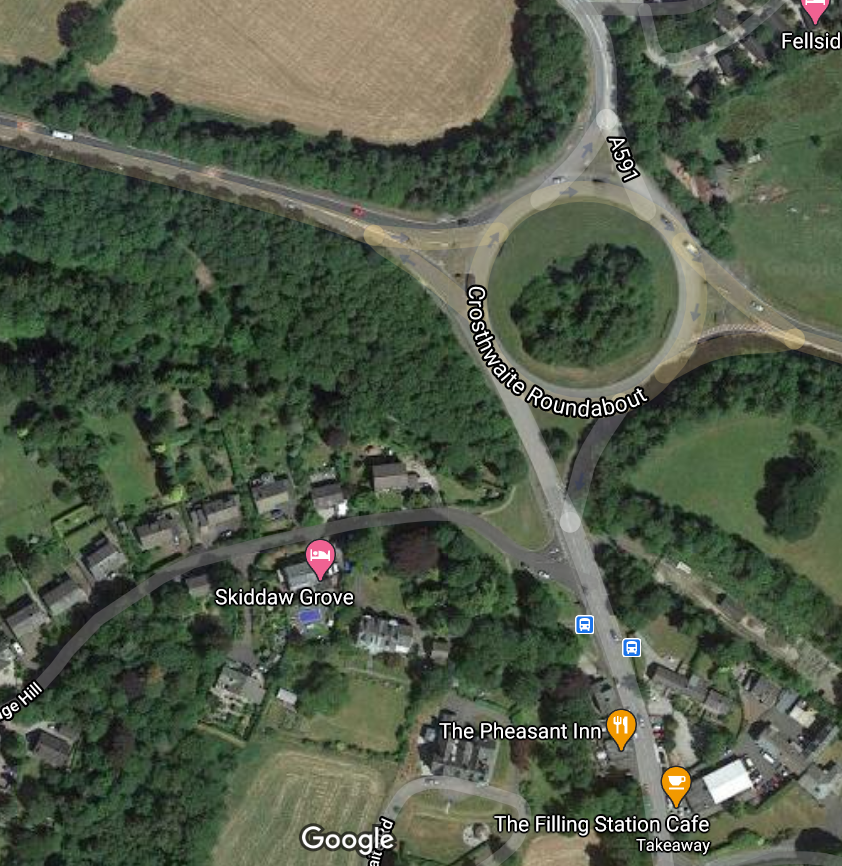 Fellsid
A591
Crosthwaite Roundabout
Skiddaw Grove
ge Hill
The Pheasant Inn
The Filling Station Cafe
Takeaway
Google